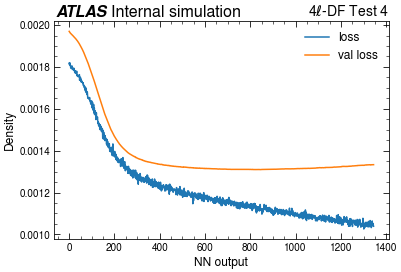 ATLAS Internal simulation
4ℓ-DF Test 4
loss
val loss
0.0020
0.0018
0.0016
0.0014
0.0012
0.0010
Density
0 200 400 600 800 1000 1200 1400
NN output